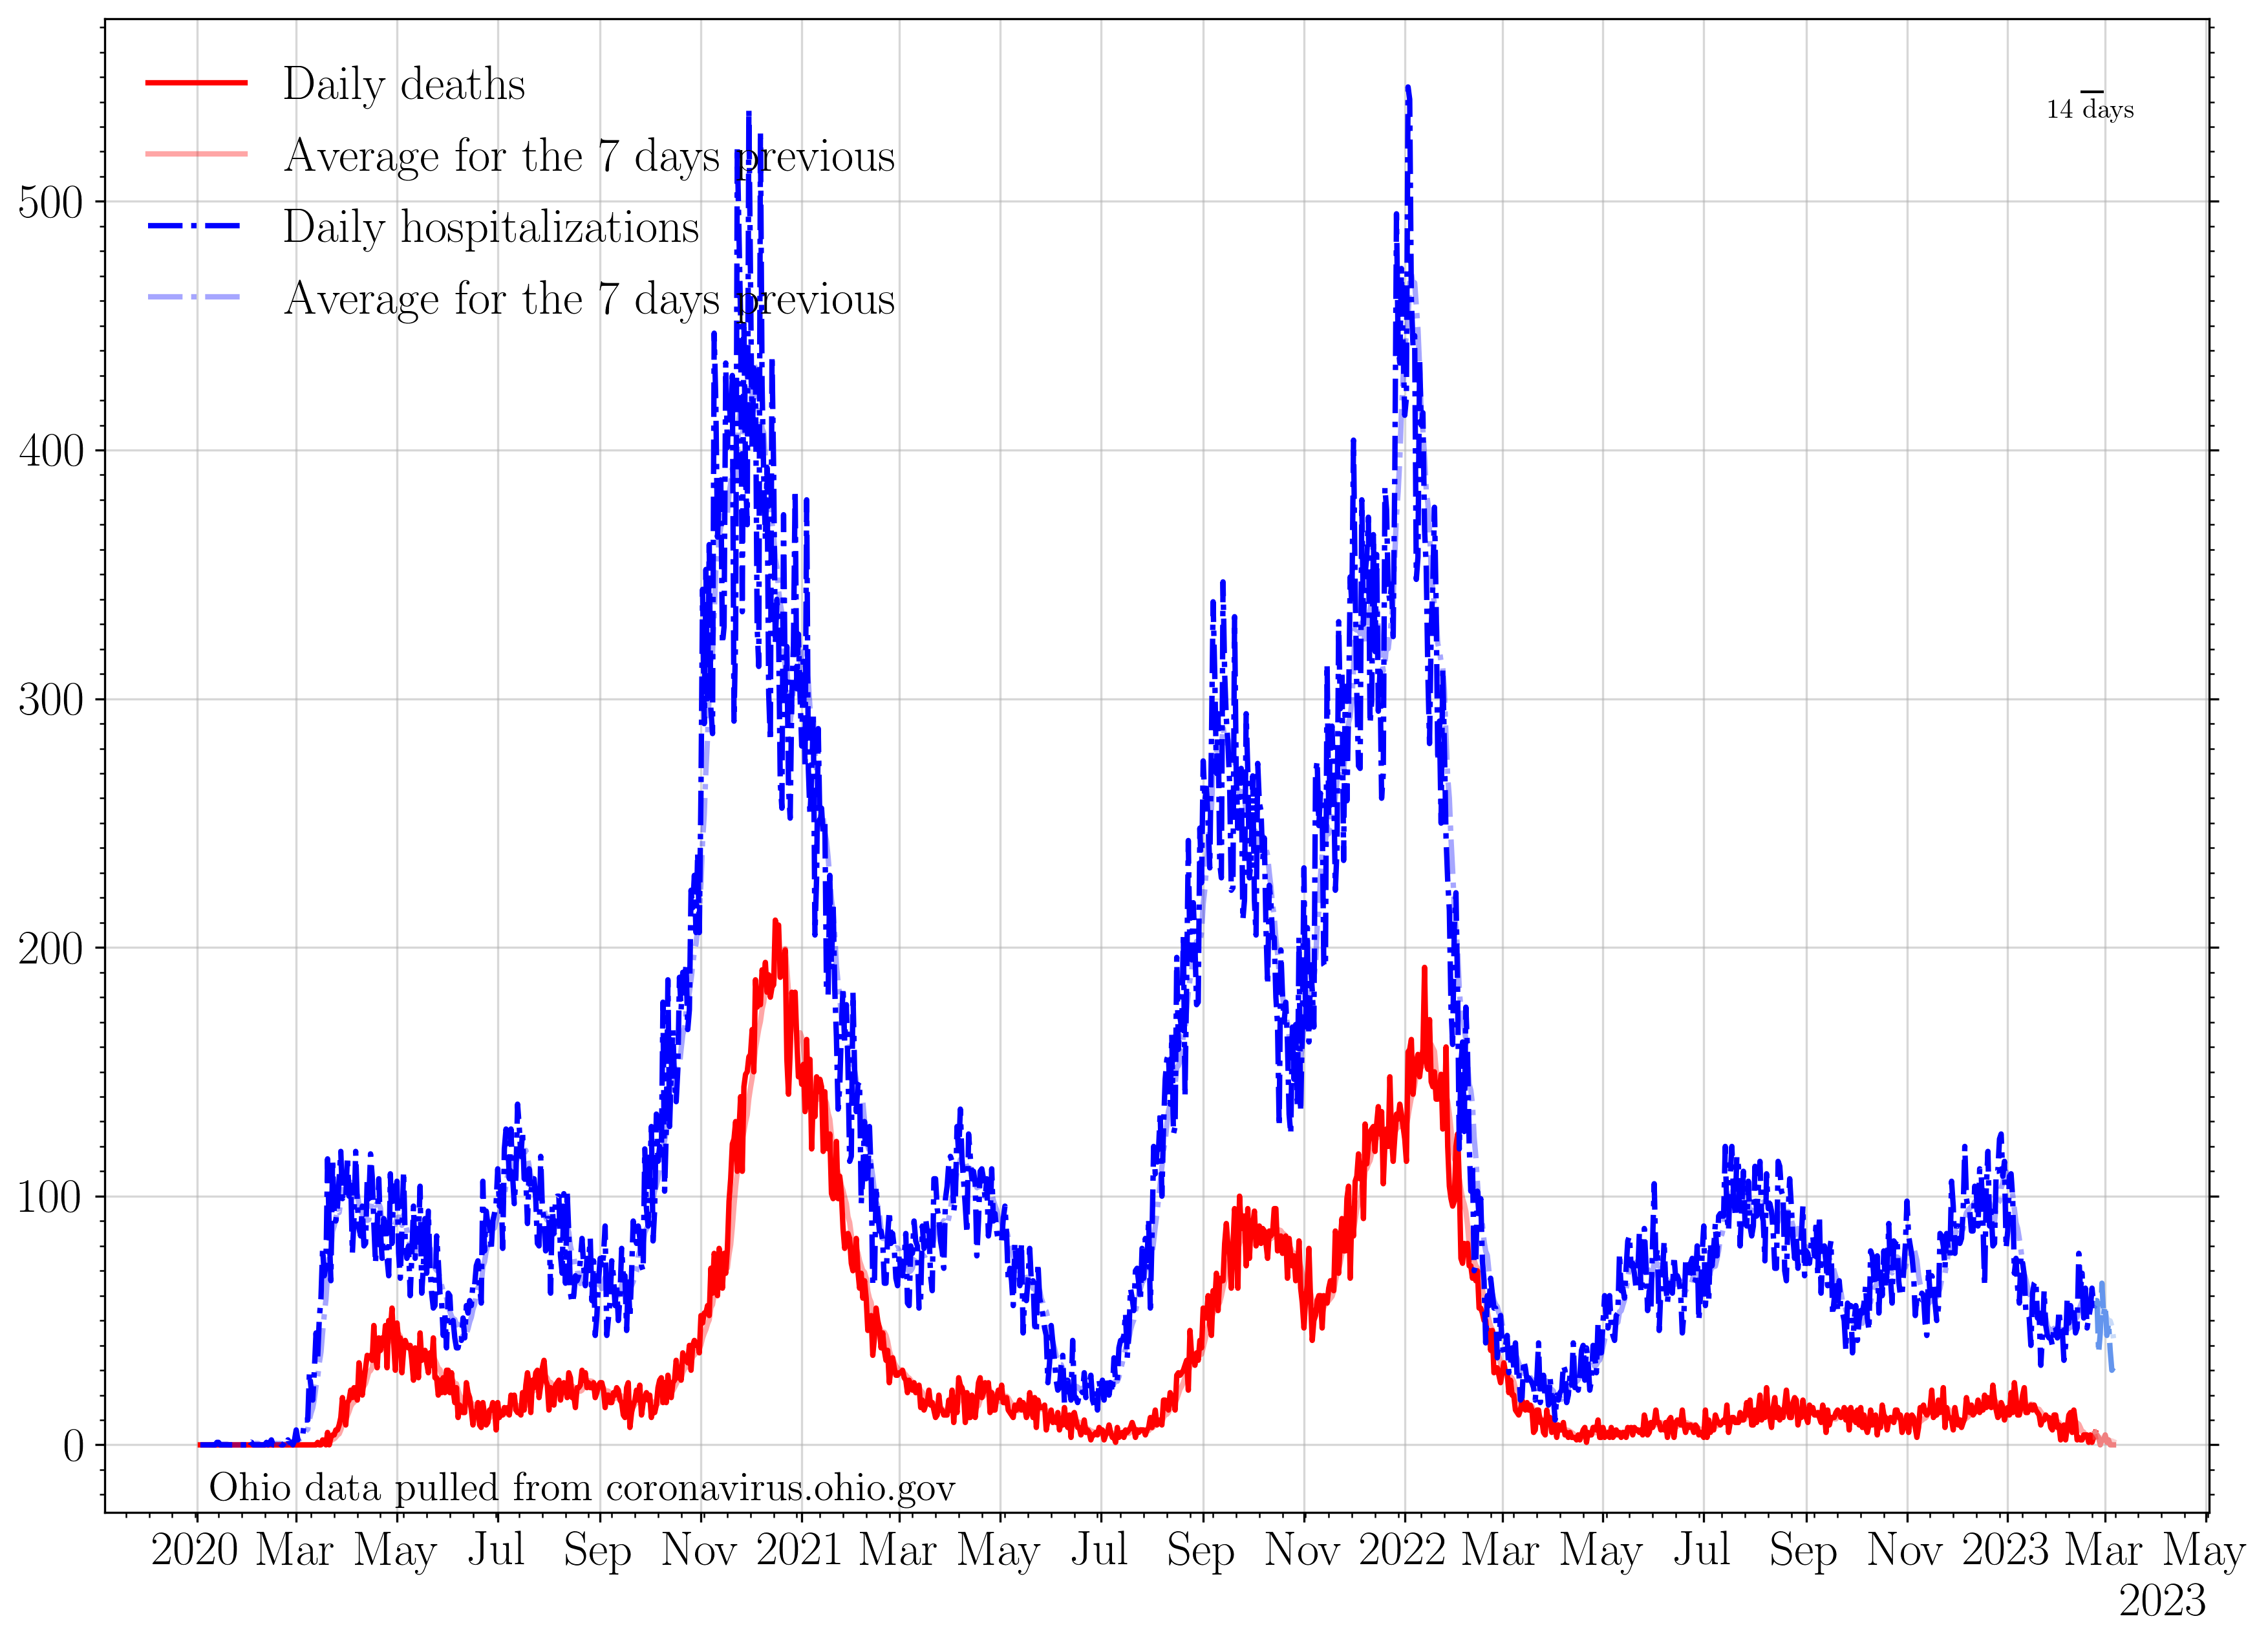 Daily deaths
Average for the 7 days previous
Daily hospitalizations
Average for the 7 days previous
14 days
500
400
300
200
100
0
Ohio data pulled from coronavirus.ohio.gov
2020 Mar May Jul Sep Nov 2021 Mar May Jul Sep Nov 2022 Mar May Jul Sep Nov 2023 Mar May
2023